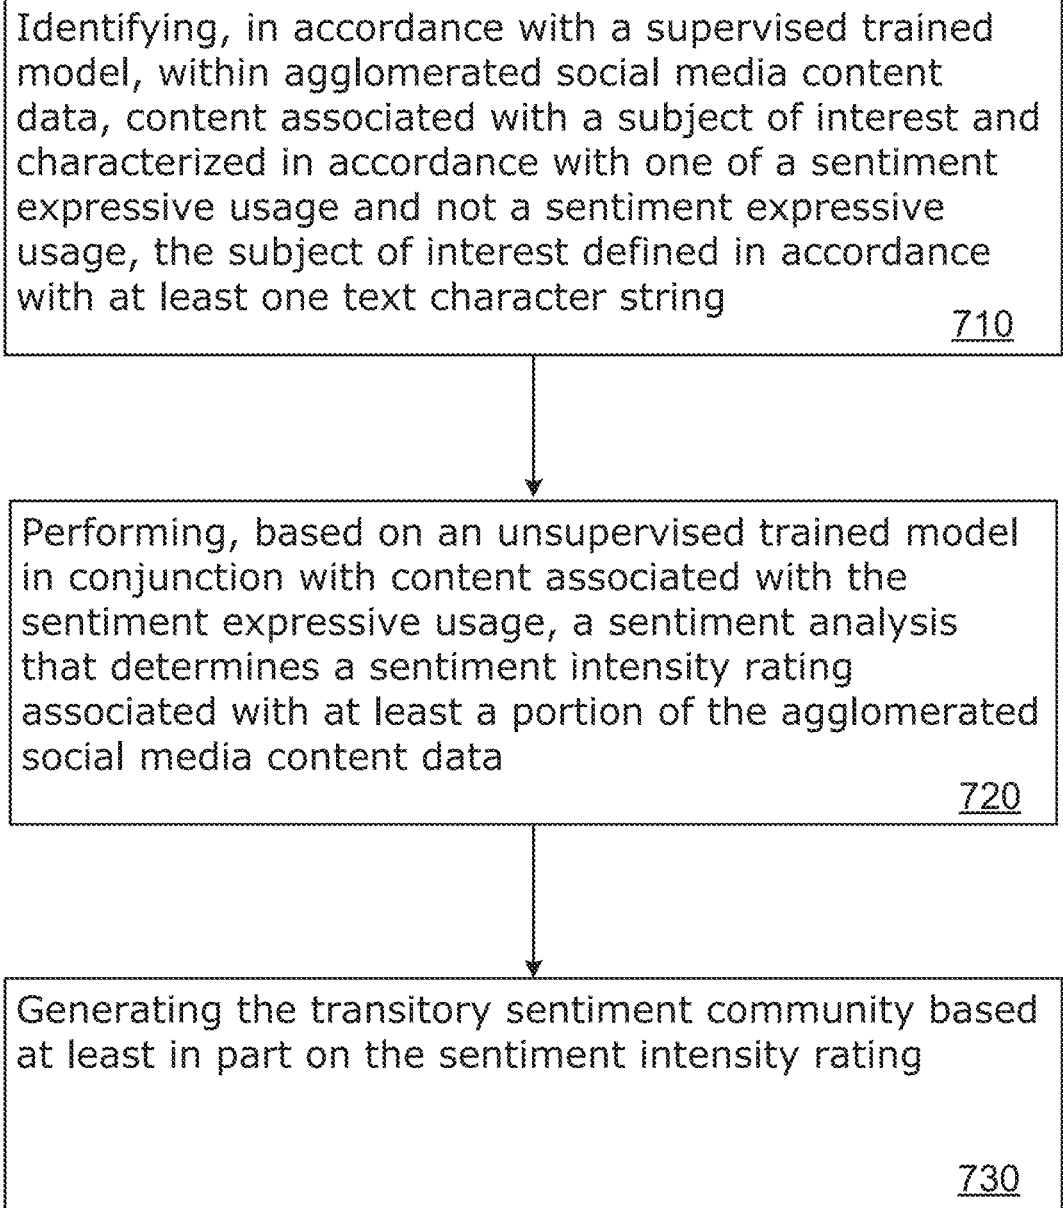 Identifying, in accordance with a supervised trained
model, within agglomerated social media content
data, content associated with a subject of interest and
characterized in accordance with one of a sentiment
expressive usage and not a sentiment expressive
usage, the subject of interest defined in accordance
with at least one text character string
710
Performing, based on an unsupervised trained model
in conjunction with content associated with the
sentiment expressive usage, a sentiment analysis
that determines a sentiment intensity rating
associated with at least a portion of the agglomerated
social media content data
720
Generating the transitory sentiment community based
at least in part on the sentiment intensity rating
730